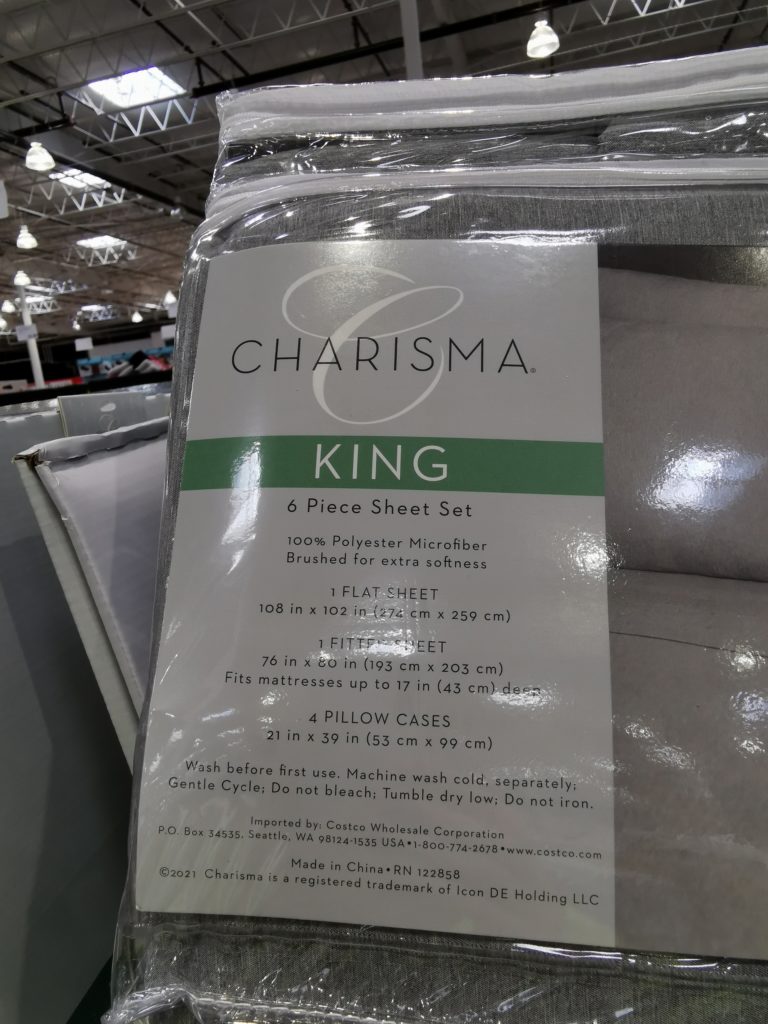 CHARISMA®
KING
6 Piece Sheet Set
100% Polyester Microfiber
Brushed for extra softness
1 FLAT SHEET
108 in x 102 in (274 cm x 259 cm)
1 FITTED SHEET
76 in x 80 in (193 cm x 203 cm)
Fits mattresses up to 17 in (43 cm) deep
4 PILLOW CASES
21 in x 39 in (53 cm x 99 cm)
Wash before first use. Machine wash cold, separately;
Gentle Cycle; Do not bleach; Tumble dry low; Do not iron.
Imported by: Costco Wholesale Corporation
P.O. Box 34535, Seattle, WA 98124-1535 USA•1-800-774-2678•www.costco.com
Made in China•RN 122858
©2021 Charisma is a registered trademark of Icon DE Holding LLC